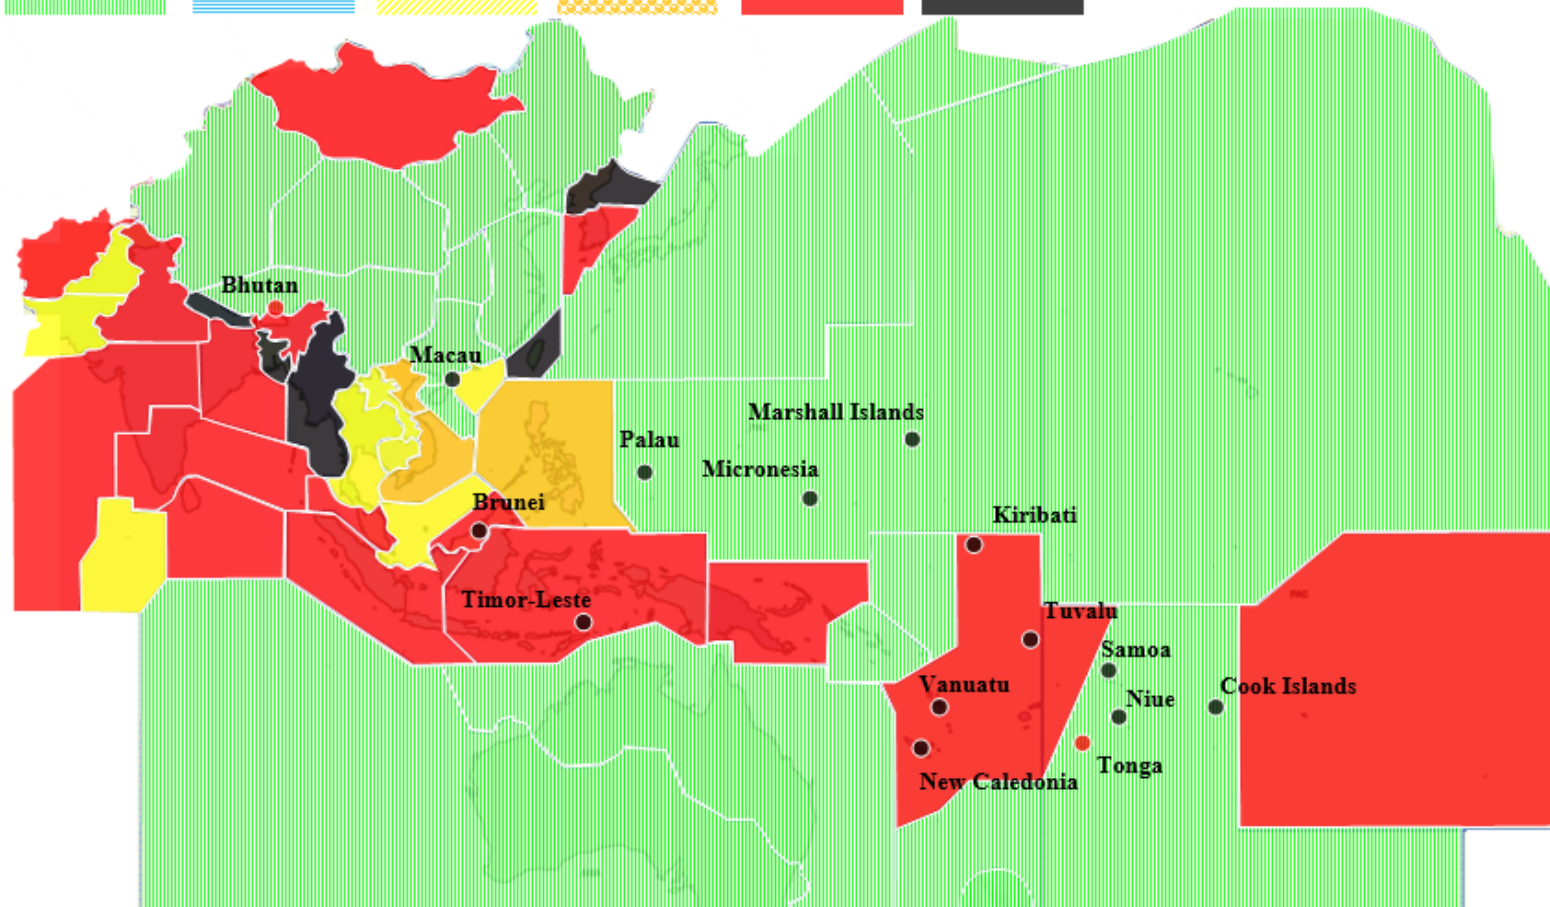 Bhutan
Macau
Marshall Islands
Palau
Micronesia
Brunei
Kiribati
Timor-Leste
Tuvalu
Samoa
Vanuatu
Niue
Cook Islands
Tonga
New Caledonia